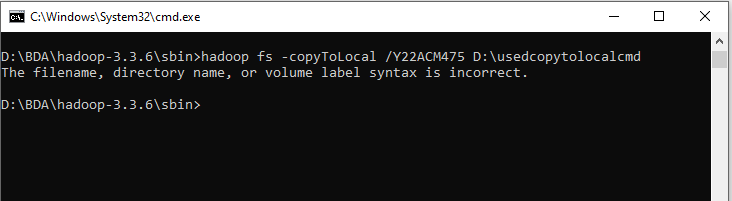 C:\Windows\System32\cmd.exe
D:\BDA\hadoop-3.3.6\sbin>hadoop fs -copyToLocal /Y22ACM475 D:\usedcopytolocalcmd
The filename, directory name, or volume label syntax is incorrect.
D:\BDA\hadoop-3.3.6\sbin>